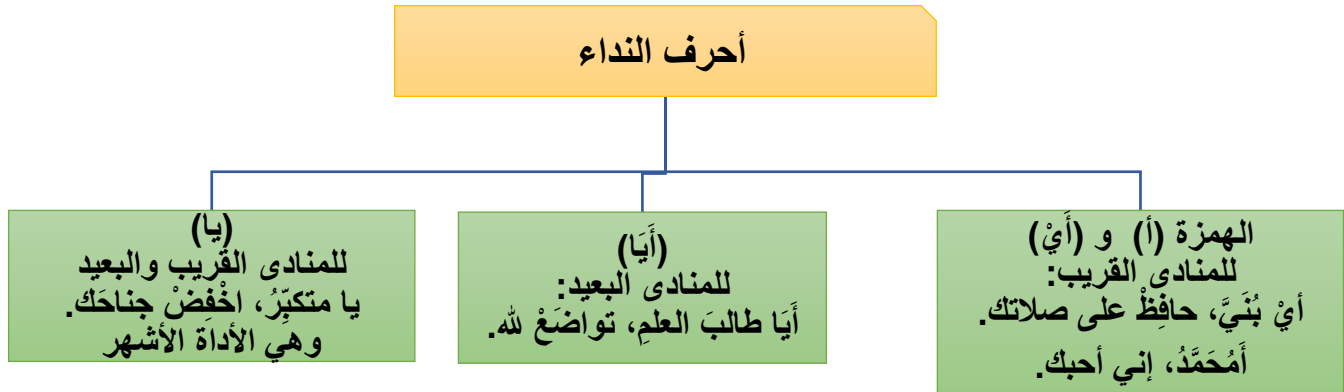 أحرف النداء
الهمزة (أ) و (أَيْ)
للمنادى القريب:
أيْ بُنَيَّ، حافِظْ على صلاتك.
أَمُحَمَّدُ، إني أحبك.
(أَيَا)
للمنادى البعيد:
أَيَا طالبَ العلمِ، تواضَعْ لله.
(يا)
للمنادى القريب والبعيد
يا متكبِّرُ، اخْفِضْ جناحَك.
وهي الأداة الأشهر